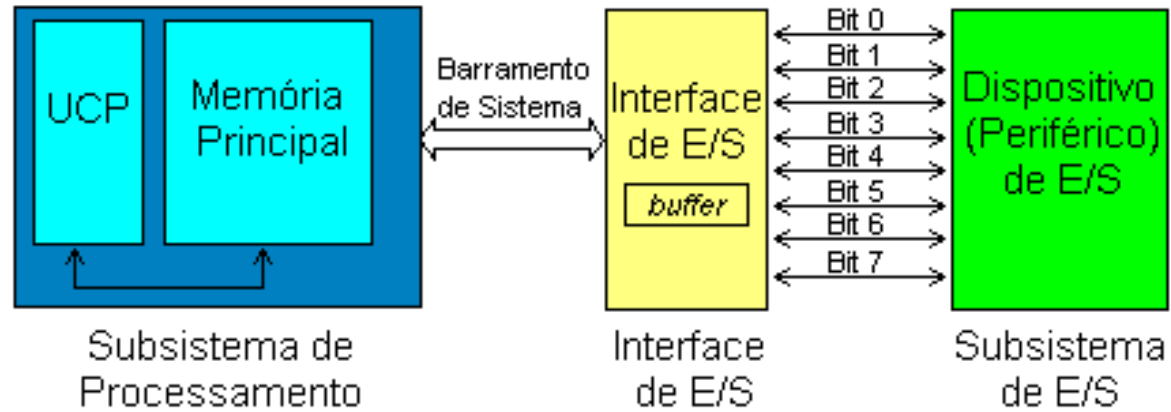 UCP
Memória
Principal
Barramento
de Sistema
Interface
de E/S
buffer
Bit 0
Bit 1
Bit 2
Bit 3
Bit 4
Bit 5
Bit 6
Bit 7
Dispositivo
(Periférico)
de E/S
Subsistema de
Processamento
Interface
de E/S
Subsistema
de E/S